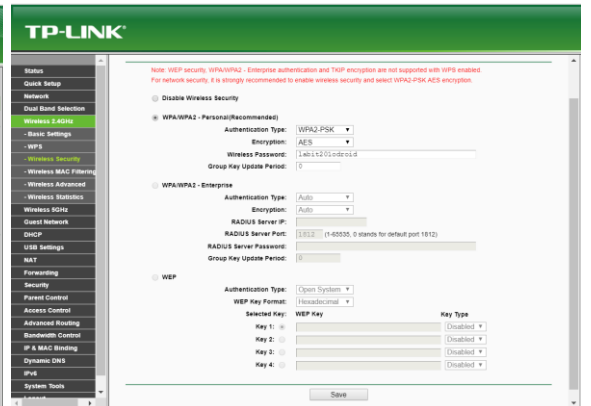 TP-LINK
Status
Quick Setup
Network
Dual Band Selection
Wireless 2.4GHz
- Basic Settings
- WPS
- Wireless Security
- Wireless MAC Filtering
- Wireless Advanced
- Wireless Statistics
Wireless 5GHz
Guest Network
DHCP
USB Settings
NAT
Forwarding
Security
Parent Control
Access Control
Advanced Routing
Bandwidth Control
IP & MAC Binding
Dynamic DNS
IPv6
System Tools
Note: WEP security, WPA/WPA2 - Enterprise authentication and TKIP encryption are not supported with WPS enabled.
For network security, it is strongly recommended to enable wireless security and select WPA2-PSK AES encryption.
Disable Wireless Security
WPA/WPA2 - Personal(Recommended)
Authentication Type: WPA2-PSK
Encryption: AES
Wireless Password: labit201odroid
Group Key Update Period: 0
WPA/WPA2 - Enterprise
Authentication Type: Auto
Encryption: Auto
RADIUS Server IP:
RADIUS Server Port: 1812 (1-65535, 0 stands for default port 1812)
RADIUS Server Password:
Group Key Update Period: 0
WEP
Authentication Type: Open System
WEP Key Format: Hexadecimal
Selected Key: WEP Key Key Type
Key 1: Disabled
Key 2: Disabled
Key 3: Disabled
Key 4: Disabled
Save